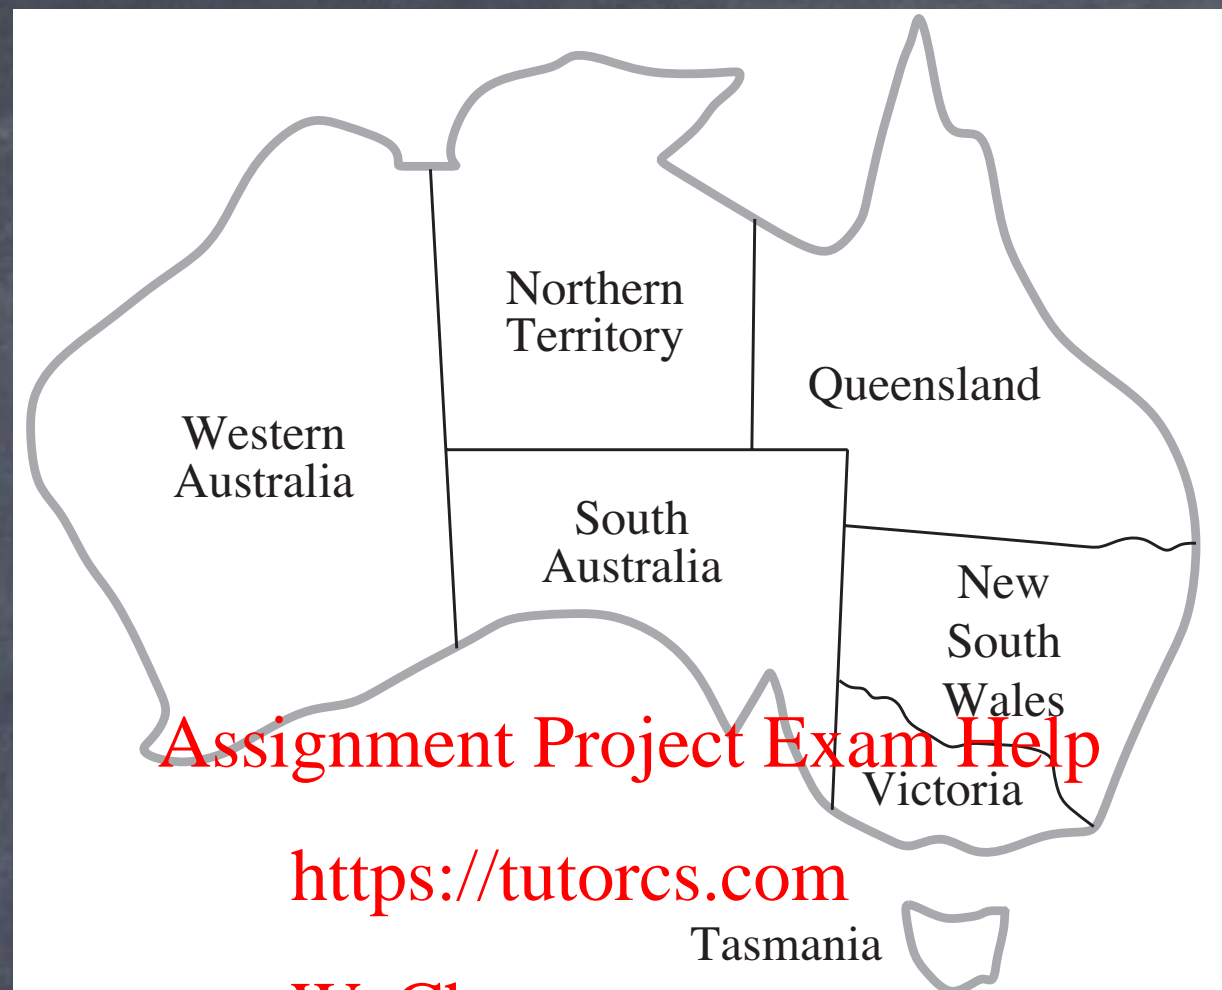 Northern
Territory
Queensland
Western
Australia
South
Australia
New
South
Wales
Assignment Project Exam Help
Victoria
https://tutorcs.com
Tasmania